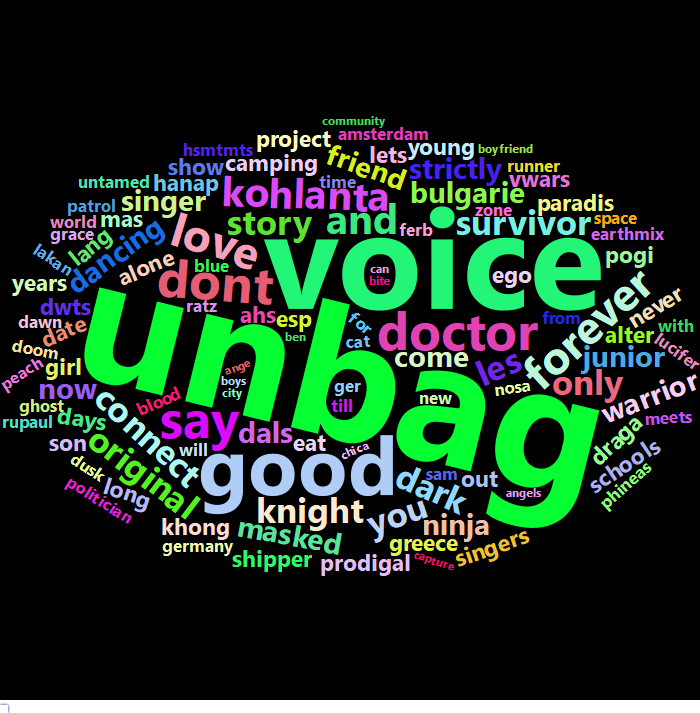 community
hsmtmts
project
amsterdam
boyfriend
untamed
show
camping
friend
lets
young
strictly
runner
vwars
hanap
time
patrol
singer
kohlanta
bulgarie
paradis
zone
space
world
mas
story
and
ferb
survivor
earthmix
grace
lang
dancing
love
voice
pogi
lakan
alone
blue
dont
can
bite
ego
forever
never
years
dwts
ratz
ahs
esp
for
doctor
from
alter
with
dawn
date
unbag
ben
cat
come
les
junior
lucifer
doom
girl
ange
boys
city
ger
till
new
nosa
only
warrior
peach
now
blood
ghost
days
connect
say
dals
eat
chica
meets
rupaul
son
original
will
good
dark
sam
out
angels
draga
schools
phineas
dusk
long
politician
knight
you
ninja
khong
masked
greece
singers
germany
shipper
prodigal
capture